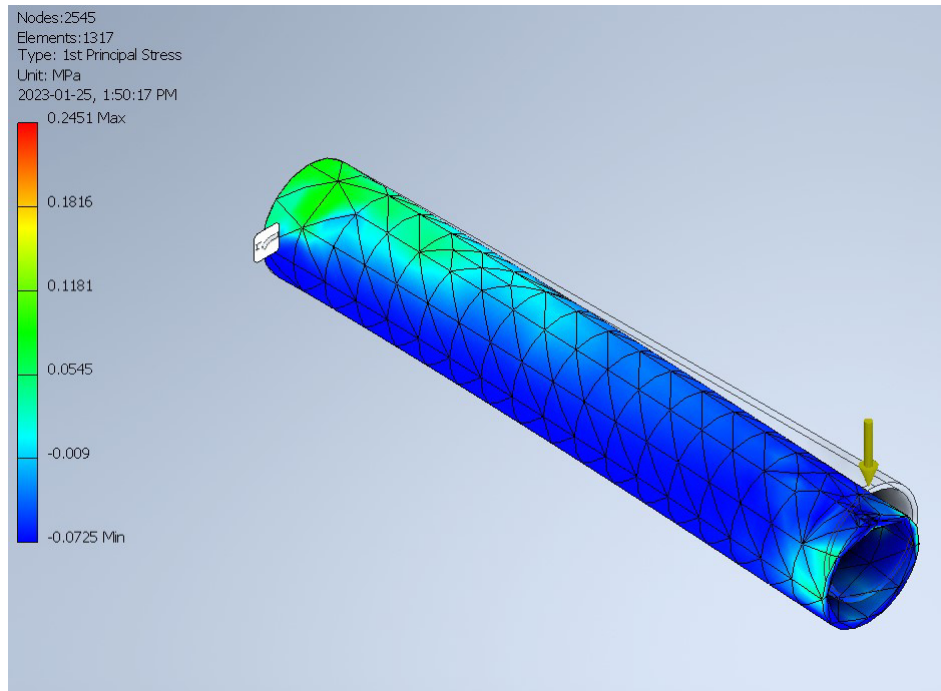 Nodes:2545
Elements:1317
Type: 1st Principal Stress
Unit: MPa
2023-01-25, 1:50:17 PM
0.2451 Max
0.1816
0.1181
0.0545
-0.009
-0.0725 Min